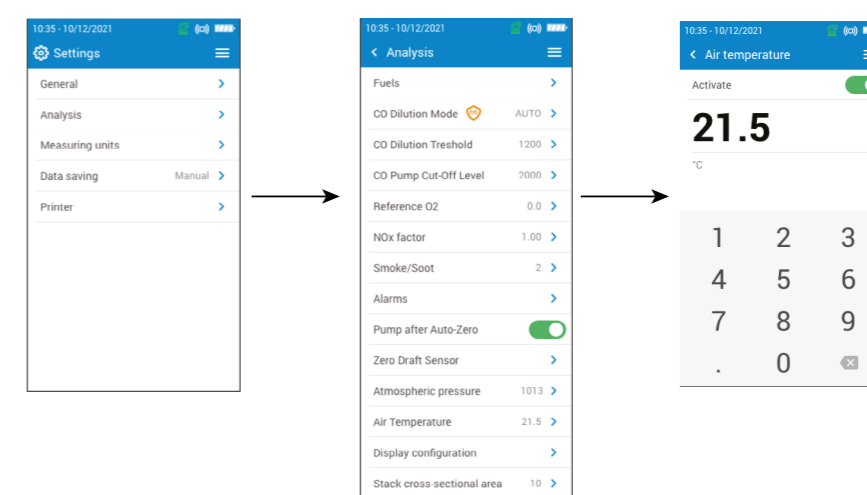 10:35 - 10/12/2021
Settings
General
Analysis
Measuring units
Data saving Manual
Printer
10:35 - 10/12/2021
Analysis
Fuels
CO Dilution Mode CO AUTO
CO Dilution Treshold 1200
CO Pump Cut-Off Level 2000
Reference O2 0.0
NOx factor 1.00
Smoke/Soot 2
Alarms
Pump after Auto-Zero
Zero Draft Sensor
Atmospheric pressure 1013
Air Temperature 21.5
Display configuration
Stack cross-sectional area 10
10:35 - 10/12/2021
Air temperature
Activate
21.5
°C
1 2 3
4 5 6
7 8 9
. 0